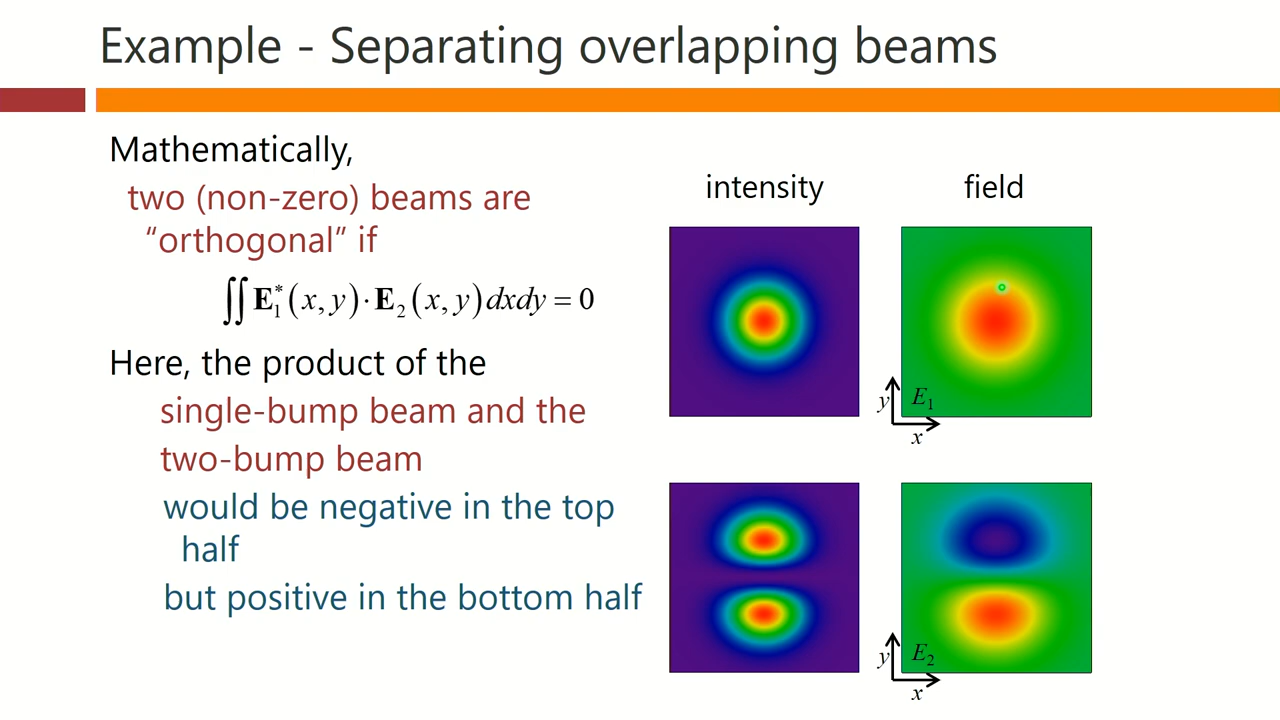 Example - Separating overlapping beams
Mathematically,
two (non-zero) beams are
“orthogonal” if
∬ E₁*(x, y) · E₂(x, y) dxdy = 0
Here, the product of the
single-bump beam and the
two-bump beam
would be negative in the top
half
but positive in the bottom half
intensity
field
y
E₁
x
y
E₂
x